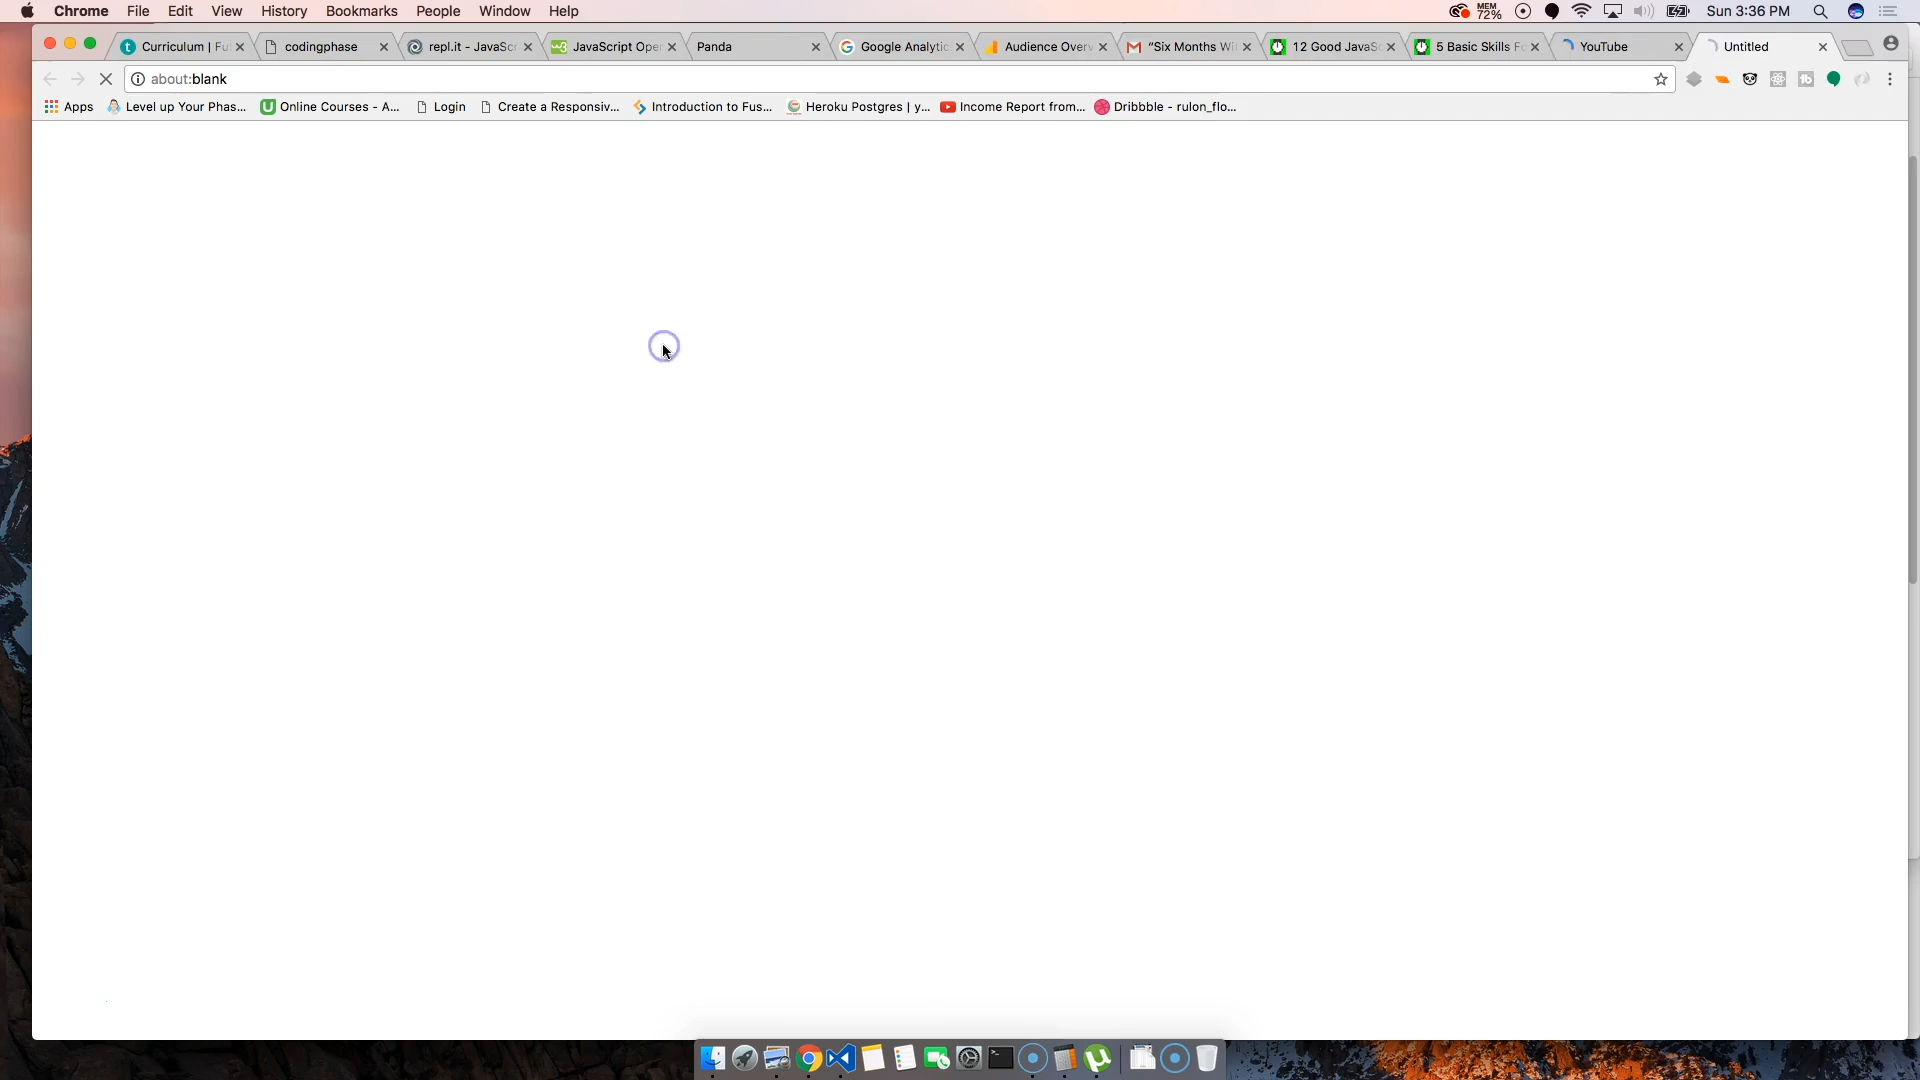 Chrome File Edit View History Bookmarks People Window Help MEM 72% Sun 3:36 PM
Curriculum | Fu codingphase repl.it - JavaScr JavaScript Oper Panda Google Analytic Audience Overv "Six Months Wi 12 Good JavaSc 5 Basic Skills Fo YouTube Untitled
about:blank
Apps Level up Your Phas... Online Courses - A... Login Create a Responsiv... Introduction to Fus... Heroku Postgres | y... Income Report from... Dribbble - rulon_flo...